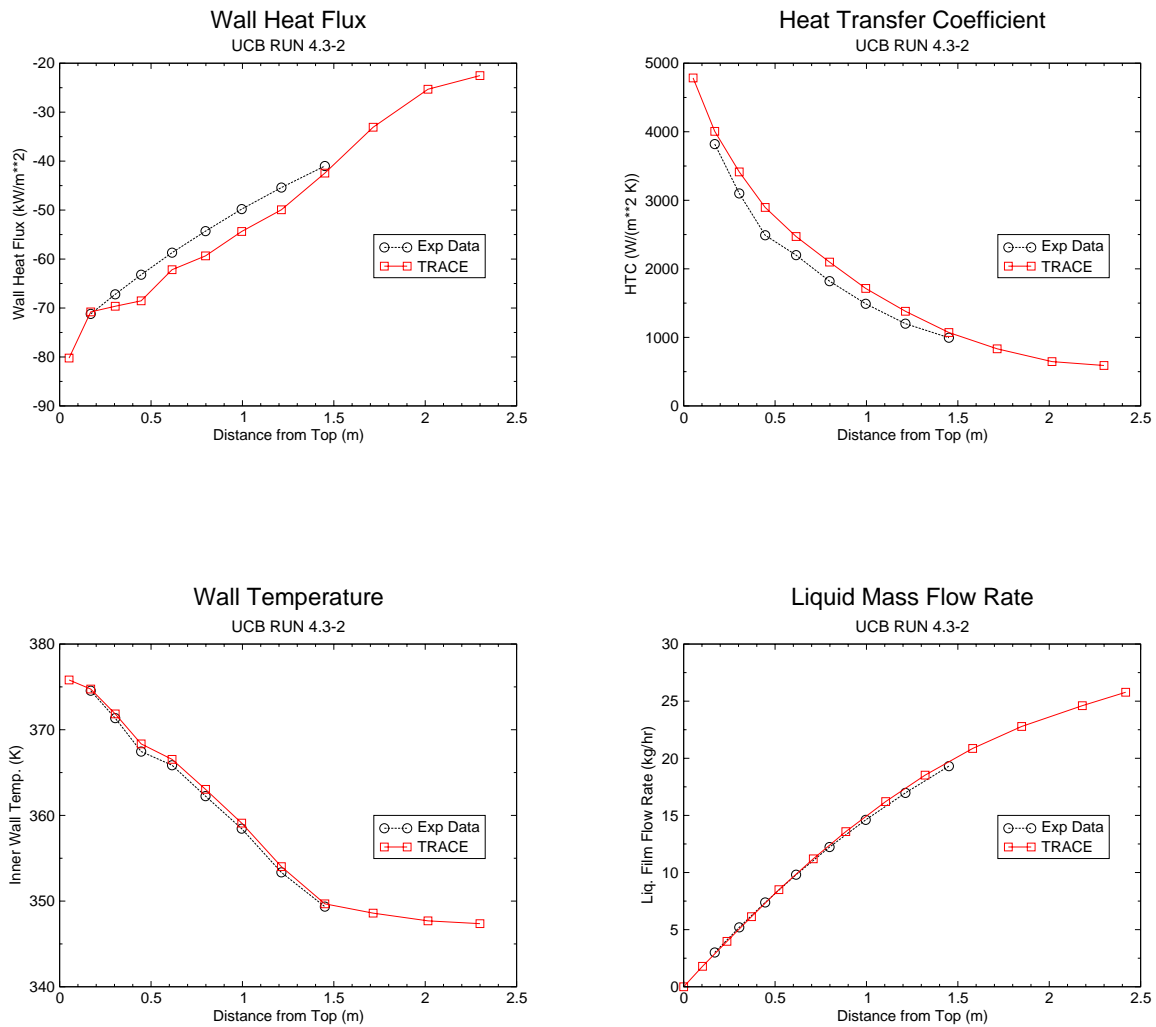 Wall Heat Flux
UCB RUN 4.3-2
-20
-30
-40
-50
-60
-70
-80
-90
Wall Heat Flux (kW/m**2)
Exp Data
TRACE
0 0.5 1 1.5 2 2.5
Distance from Top (m)
Heat Transfer Coefficient
UCB RUN 4.3-2
5000
4000
3000
2000
1000
0
HTC (W/(m**2 K))
Exp Data
TRACE
0 0.5 1 1.5 2 2.5
Distance from Top (m)
Wall Temperature
UCB RUN 4.3-2
380
370
360
350
340
Inner Wall Temp. (K)
Exp Data
TRACE
0 0.5 1 1.5 2 2.5
Distance from Top (m)
Liquid Mass Flow Rate
UCB RUN 4.3-2
30
25
20
15
10
5
0
Liq. Film Flow Rate (kg/hr)
Exp Data
TRACE
0 0.5 1 1.5 2 2.5
Distance from Top (m)